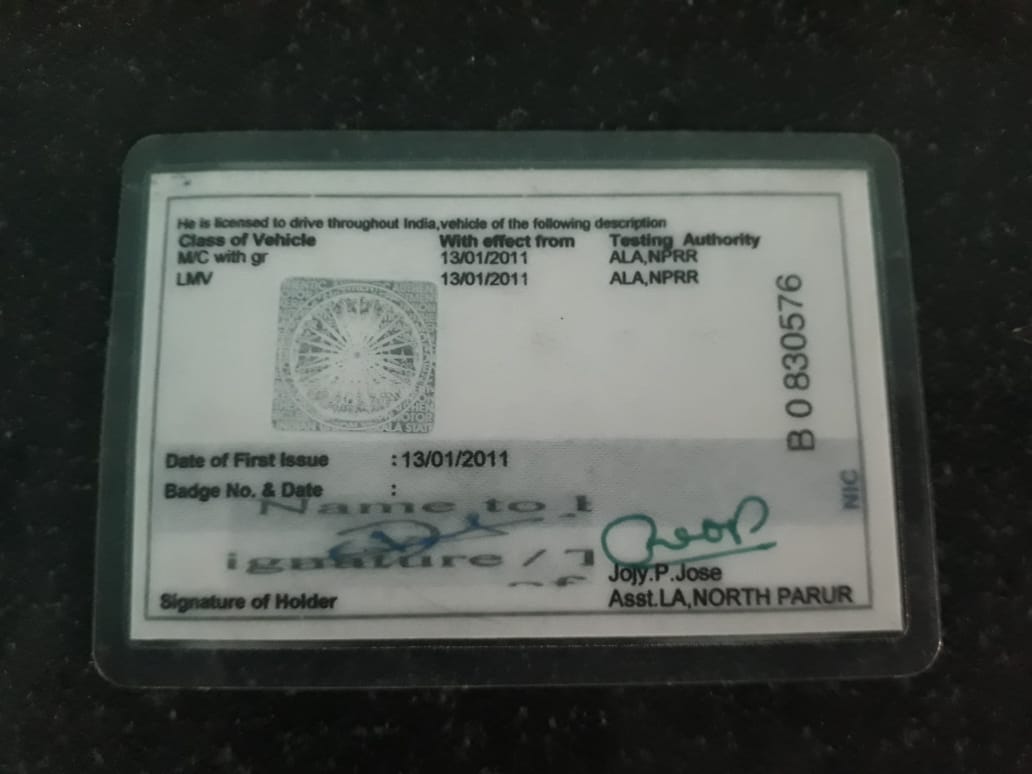 He is licensed to drive throughout India,vehicle of the following description
Class of Vehicle With effect from Testing Authority
M/C with gr 13/01/2011 ALA,NPRR
LMV 13/01/2011 ALA,NPRR
B 0 830576
Date of First Issue :13/01/2011
Badge No. & Date :
NIC
Name to
ignature /
of
Jojy.P.Jose
Signature of Holder Asst.LA,NORTH PARUR